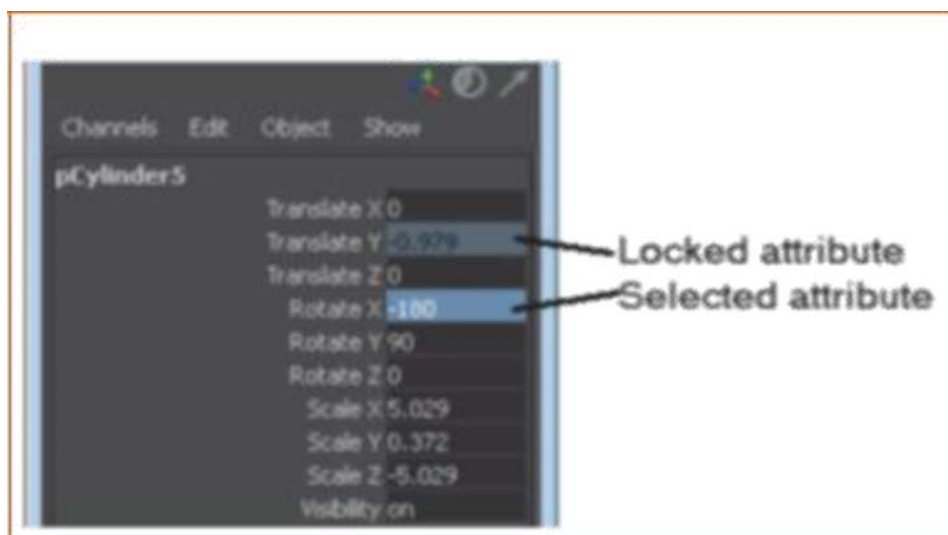 Channels Edit Object Show
pCylinder5
Translate X 0
Translate Y -0.979
Translate Z 0
Rotate X -180
Rotate Y 90
Rotate Z 0
Scale X 5.029
Scale Y 0.372
Scale Z -5.029
Visibility on
Locked attribute
Selected attribute